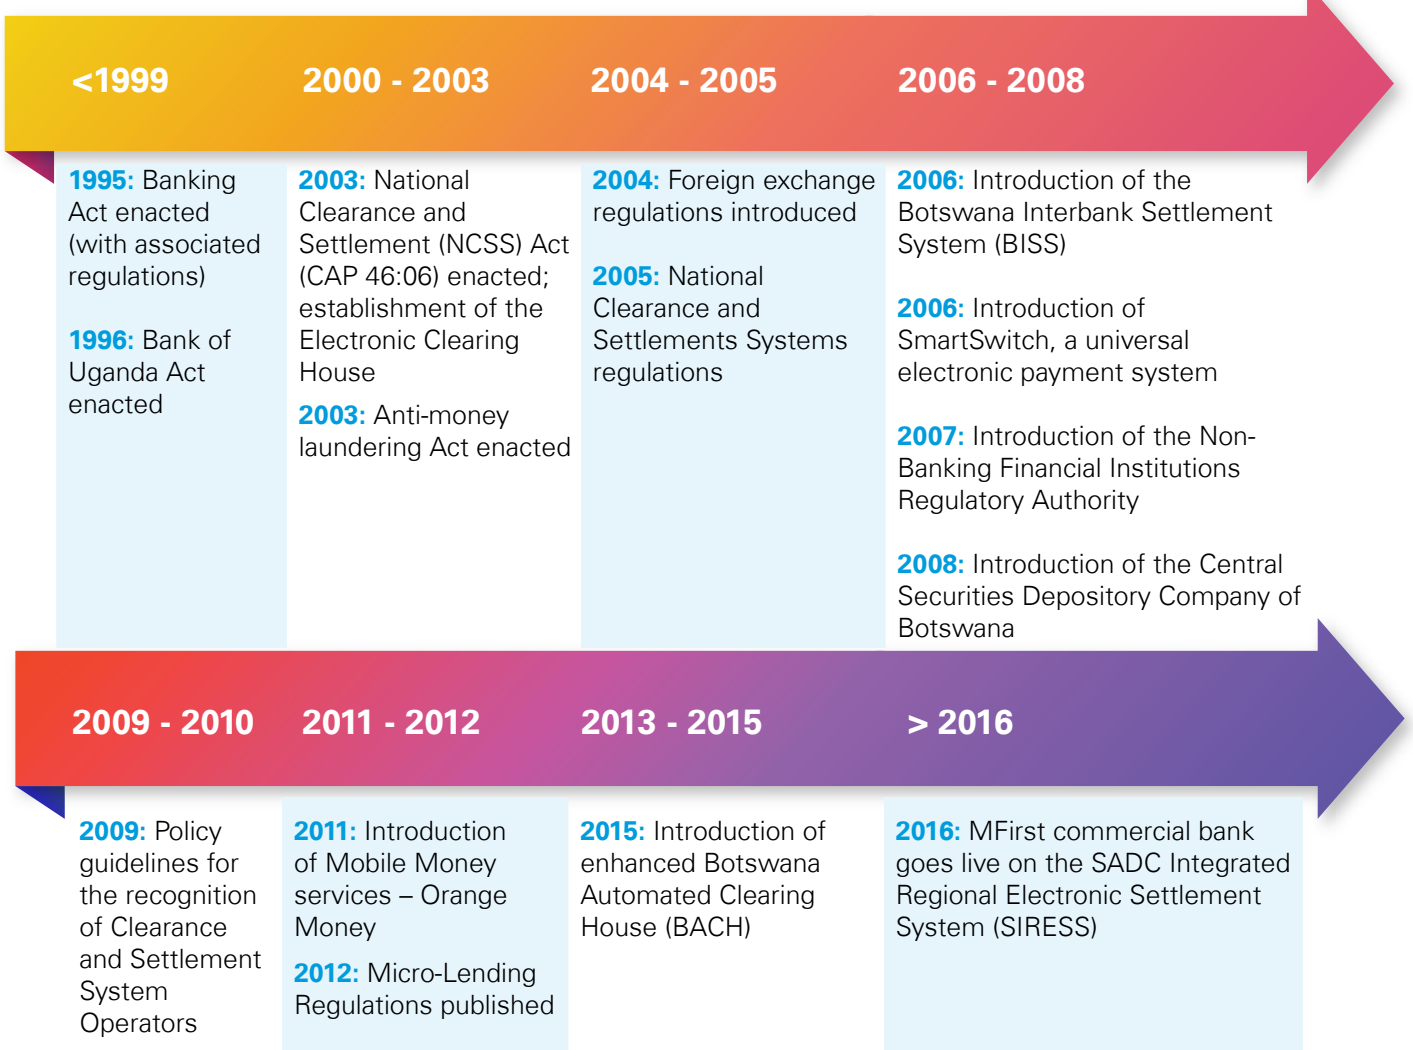 <1999
2000 - 2003
2004 - 2005
2006 - 2008
1995: Banking
Act enacted
(with associated
regulations)
1996: Bank of
Uganda Act
enacted
2003: National
Clearance and
Settlement (NCSS) Act
(CAP 46:06) enacted;
establishment of the
Electronic Clearing
House
2003: Anti-money
laundering Act enacted
2004: Foreign exchange
regulations introduced
2005: National
Clearance and
Settlements Systems
regulations
2006: Introduction of the
Botswana Interbank Settlement
System (BISS)
2006: Introduction of
SmartSwitch, a universal
electronic payment system
2007: Introduction of the Non-
Banking Financial Institutions
Regulatory Authority
2008: Introduction of the Central
Securities Depository Company of
Botswana
2009 - 2010
2011 - 2012
2013 - 2015
> 2016
2009: Policy
guidelines for
the recognition
of Clearance
and Settlement
System
Operators
2011: Introduction
of Mobile Money
services – Orange
Money
2012: Micro-Lending
Regulations published
2015: Introduction of
enhanced Botswana
Automated Clearing
House (BACH)
2016: MFirst commercial bank
goes live on the SADC Integrated
Regional Electronic Settlement
System (SIRESS)